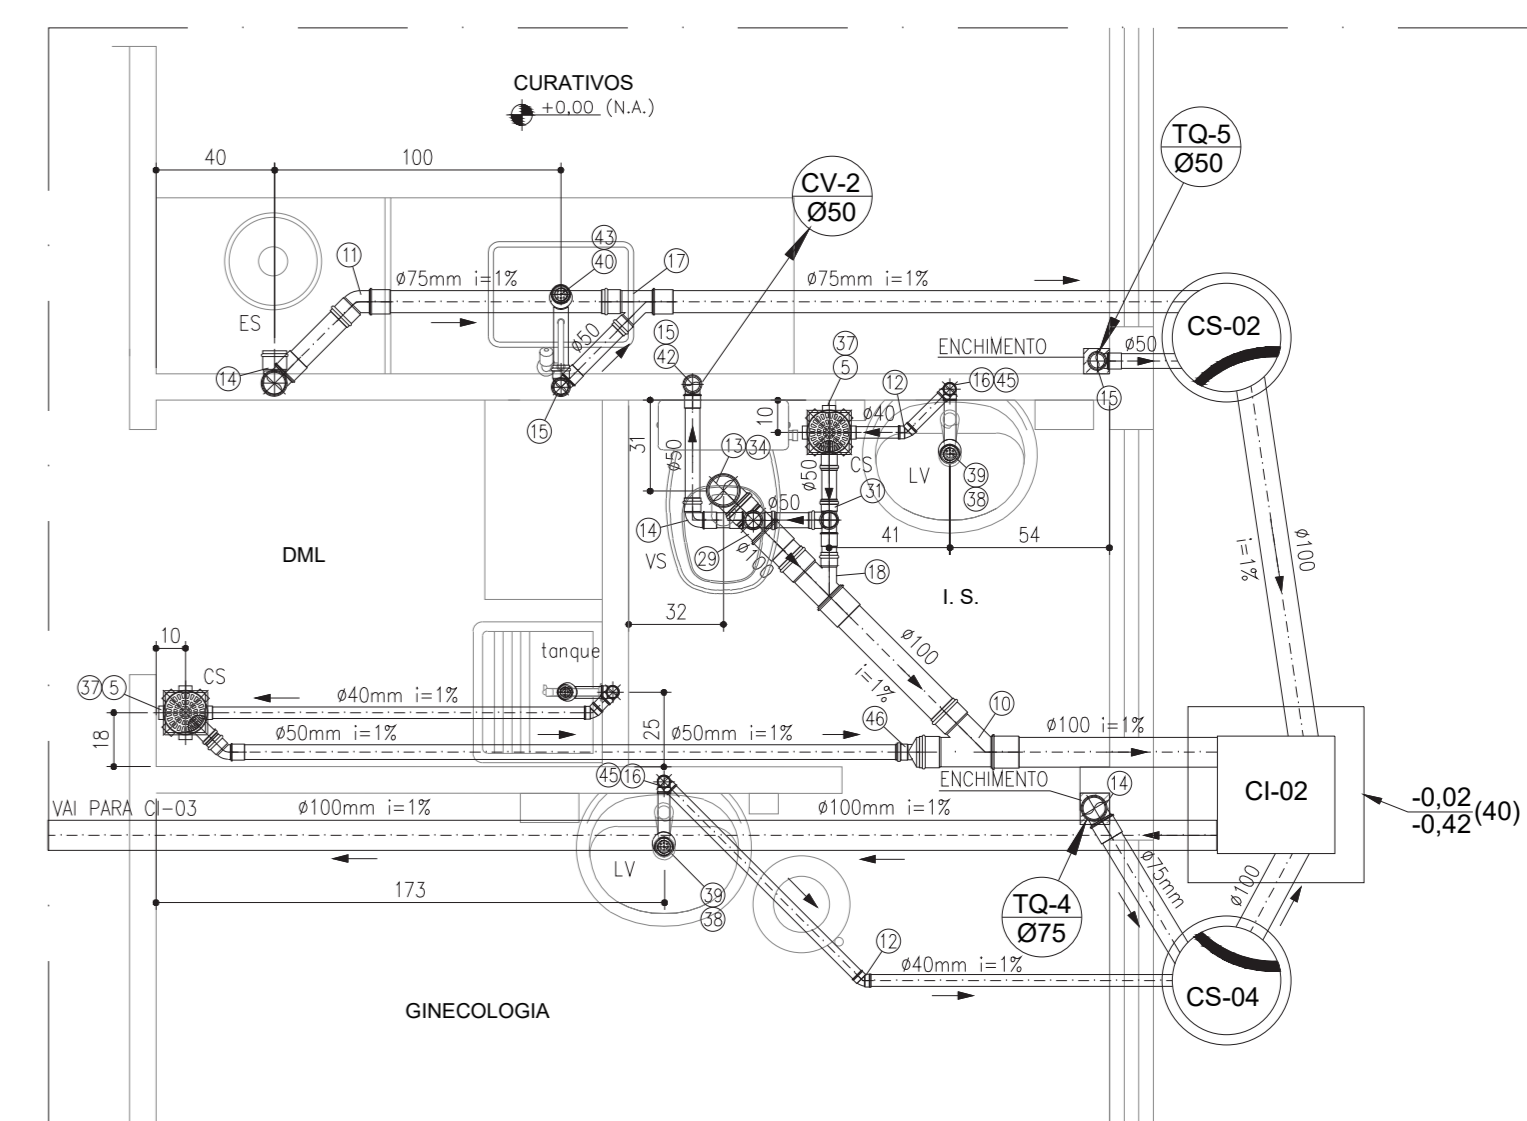 CURATIVOS
+0,00 (N.A.)
TQ-5
Ø50
40
100
CV-2
Ø50
43
40
17
11
ø75mm i=1%
ø75mm i=1%
CS-02
ES
ø50
15
42
37
5
ENCHIMENTO
ø50
14
12
16
45
15
15
10
ø40
31
ø50
13
34
ø50
CS
LV
39
38
31
ø50
14
41
54
DML
VS
29
ø100
18
I. S.
i=1%
ø100
32
ø100
i=1%
tanque
10
CS
37
5
ø40mm i=1%
18
ø50mm i=1%
25
ø50mm i=1%
46
10
ø100 i=1%
45
16
ENCHIMENTO
14
CI-02
-0,02
-0,42
(40)
VAI PARA CI-03
ø100mm i=1%
ø100mm i=1%
LV
173
39
38
ø75mm
ø100
TQ-4
Ø75
12
ø40mm i=1%
CS-04
GINECOLOGIA